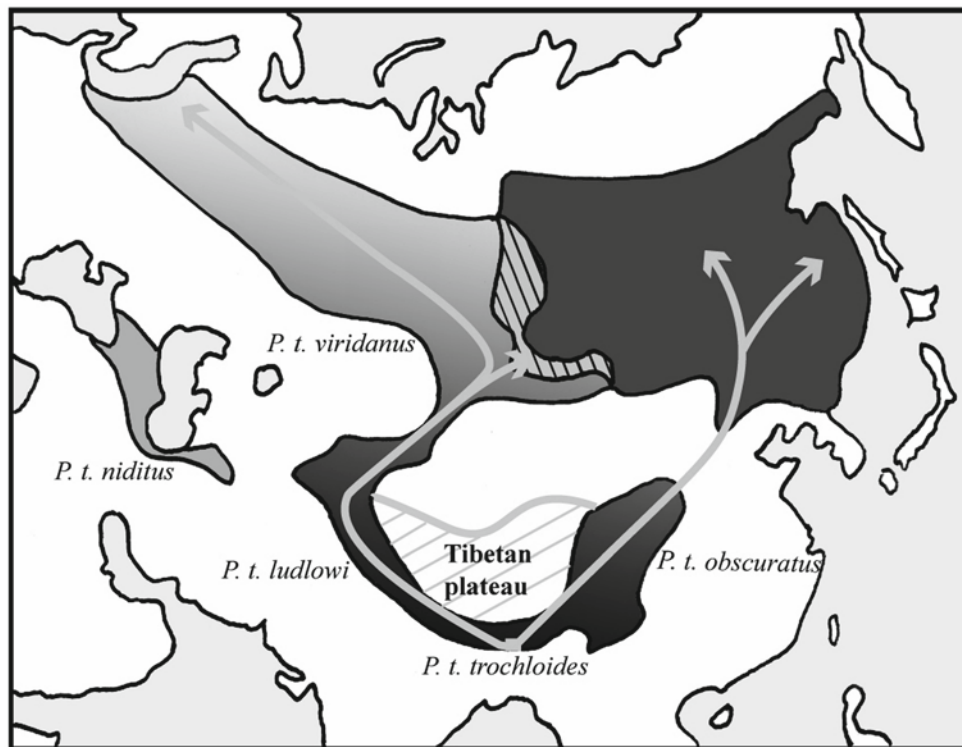 P. t. viridanus
P. t. niditus
Tibetan
plateau
P. t. ludlowi
P. t. obscuratus
P. t. trochloides